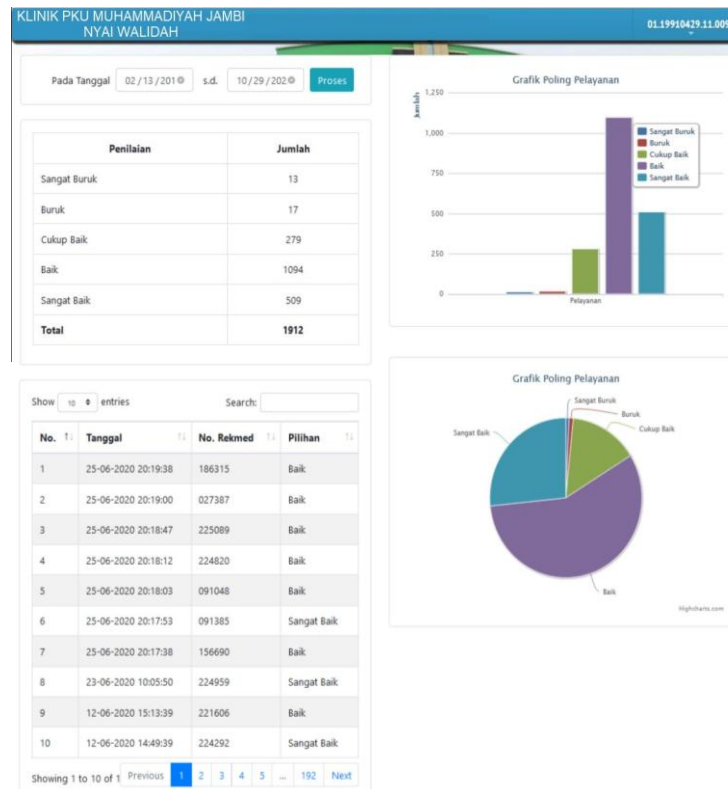 KLINIK PKU MUHAMMADIYAH JAMBI
NYAI WALIDAH
01.19910429.11.009
Pada Tanggal 02/13/201 s.d. 10/29/202 Proses
Penilaian Jumlah
Sangat Buruk 13
Buruk 17
Cukup Baik 279
Baik 1094
Sangat Baik 509
Total 1912
Show 10 entries Search:
No. Tanggal No. Rekmed Pilihan
1 25-06-2020 20:19:38 186315 Baik
2 25-06-2020 20:19:00 027387 Baik
3 25-06-2020 20:18:47 225089 Baik
4 25-06-2020 20:18:12 224820 Baik
5 25-06-2020 20:18:03 091048 Baik
6 25-06-2020 20:17:53 091385 Sangat Baik
7 25-06-2020 20:17:38 156690 Baik
8 23-06-2020 10:05:50 224959 Sangat Baik
9 12-06-2020 15:13:39 221606 Baik
10 12-06-2020 14:49:39 224292 Sangat Baik
Showing 1 to 10 of 1 Previous 1 2 3 4 5 ... 192 Next
Grafik Poling Pelayanan
Jumlah
1,250
1,000
750
500
250
0
Pelayanan
Sangat Buruk
Buruk
Cukup Baik
Baik
Sangat Baik
Grafik Poling Pelayanan
Sangat Buruk
Buruk
Cukup Baik
Sangat Baik
Baik
Highcharts.com